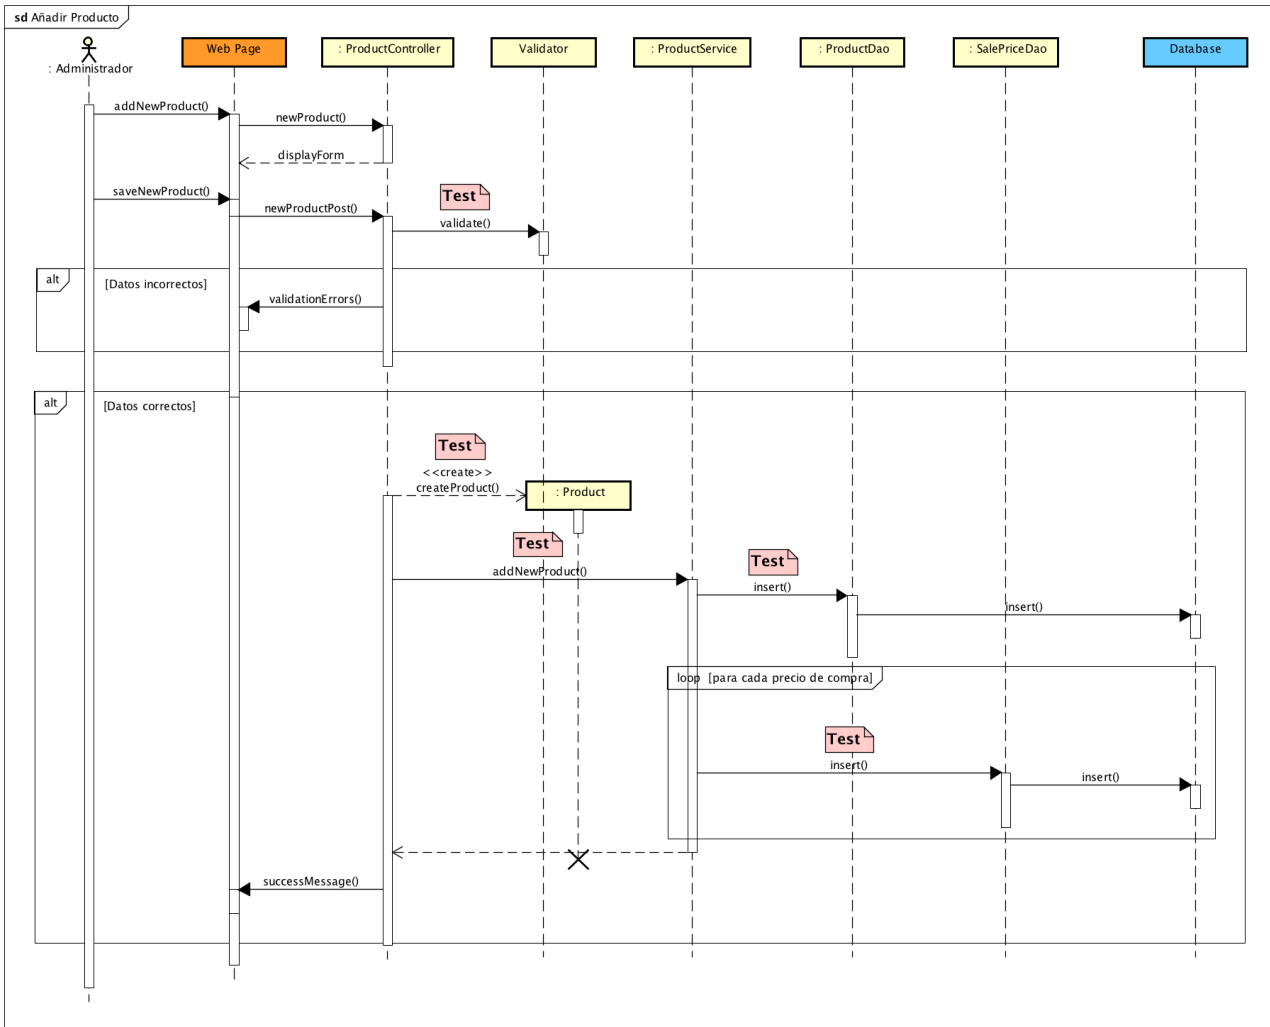 sd Añadir Producto
: Administrador
Web Page
: ProductController
Validator
: ProductService
: ProductDao
: SalePriceDao
Database
addNewProduct()
newProduct()
displayForm
saveNewProduct()
Test
newProductPost()
validate()
alt
[Datos incorrectos]
validationErrors()
alt
[Datos correctos]
Test
<<create>>
createProduct()
: Product
Test
addNewProduct()
Test
insert()
insert()
loop [para cada precio de compra]
Test
insert()
insert()
successMessage()